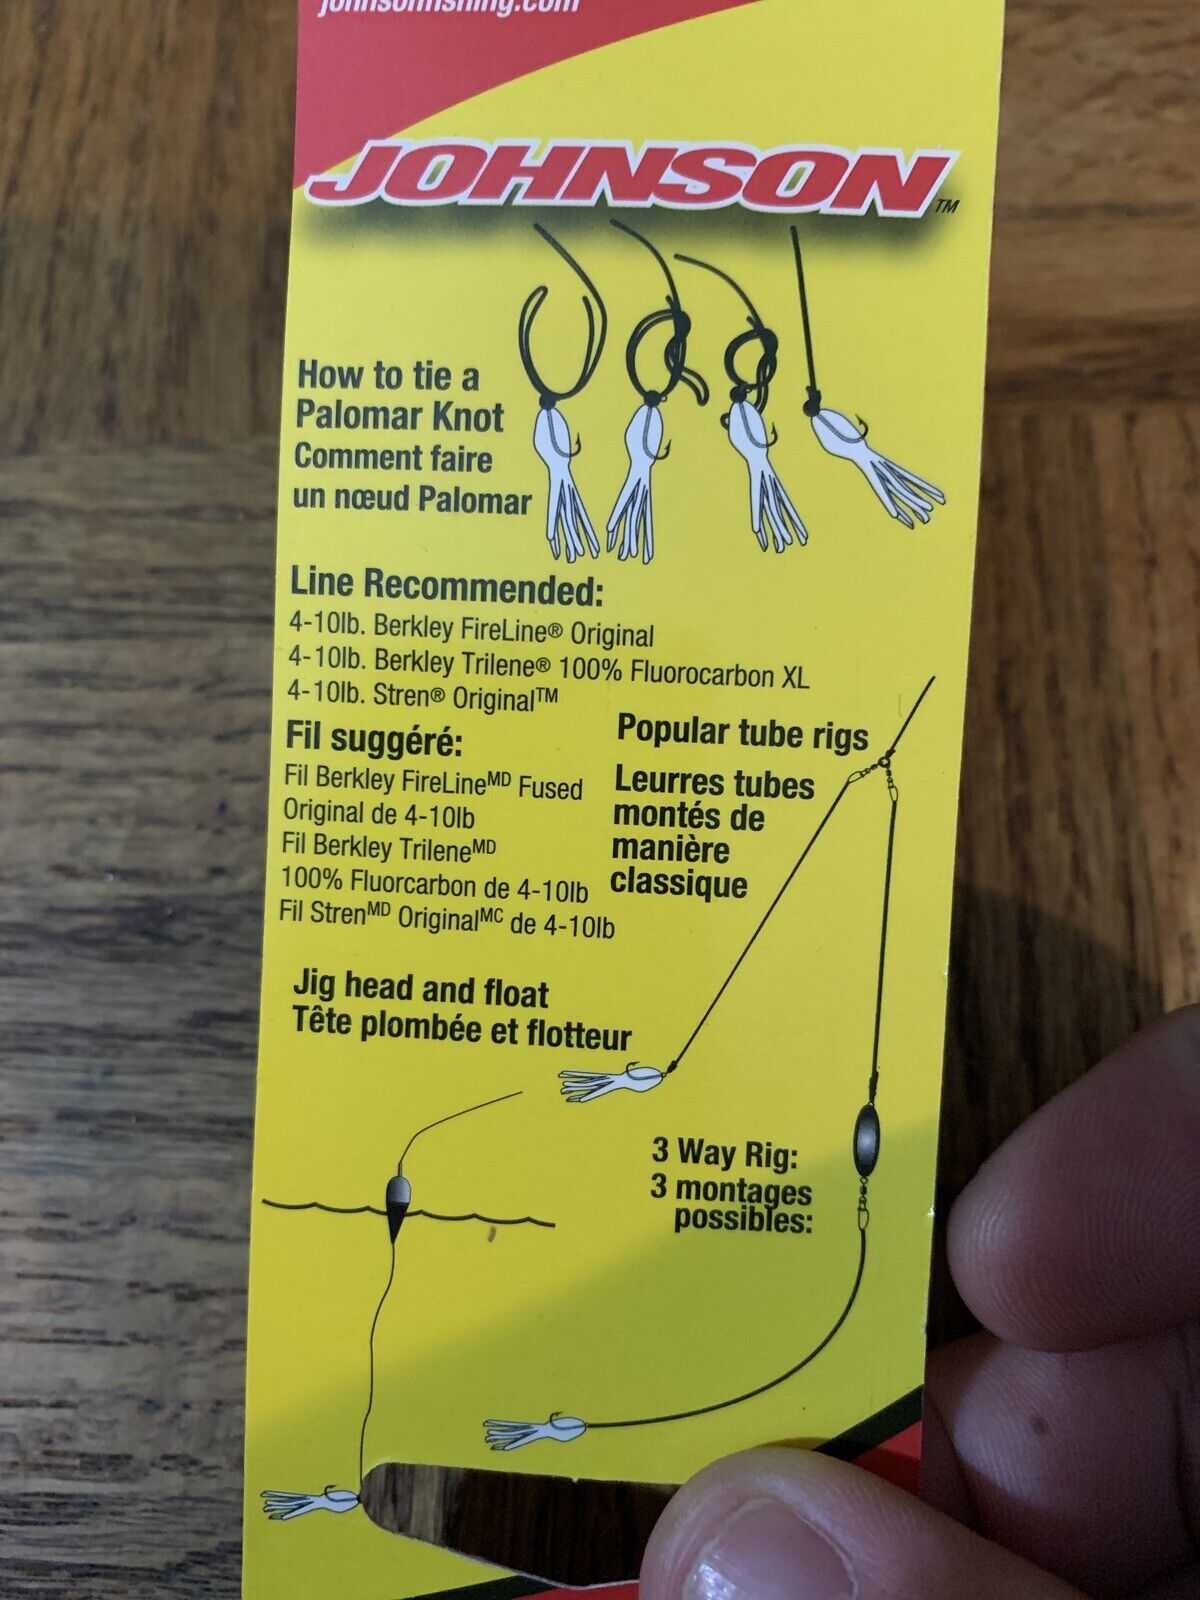 johnsonfishing.com
JOHNSON™
How to tie a
Palomar Knot
Comment faire
un nœud Palomar
Line Recommended:
4-10lb. Berkley FireLine® Original
4-10lb. Berkley Trilene® 100% Fluorocarbon XL
4-10lb. Stren® Original™
Fil suggéré:
Fil Berkley FireLineᴹᴰ Fused
Original de 4-10lb
Fil Berkley Trileneᴹᴰ
100% Fluorcarbon de 4-10lb
Fil Strenᴹᴰ Originalᴹꟲ de 4-10lb
Popular tube rigs
Leurres tubes
montés de
manière
classique
Jig head and float
Tête plombée et flotteur
3 Way Rig:
3 montages
possibles: